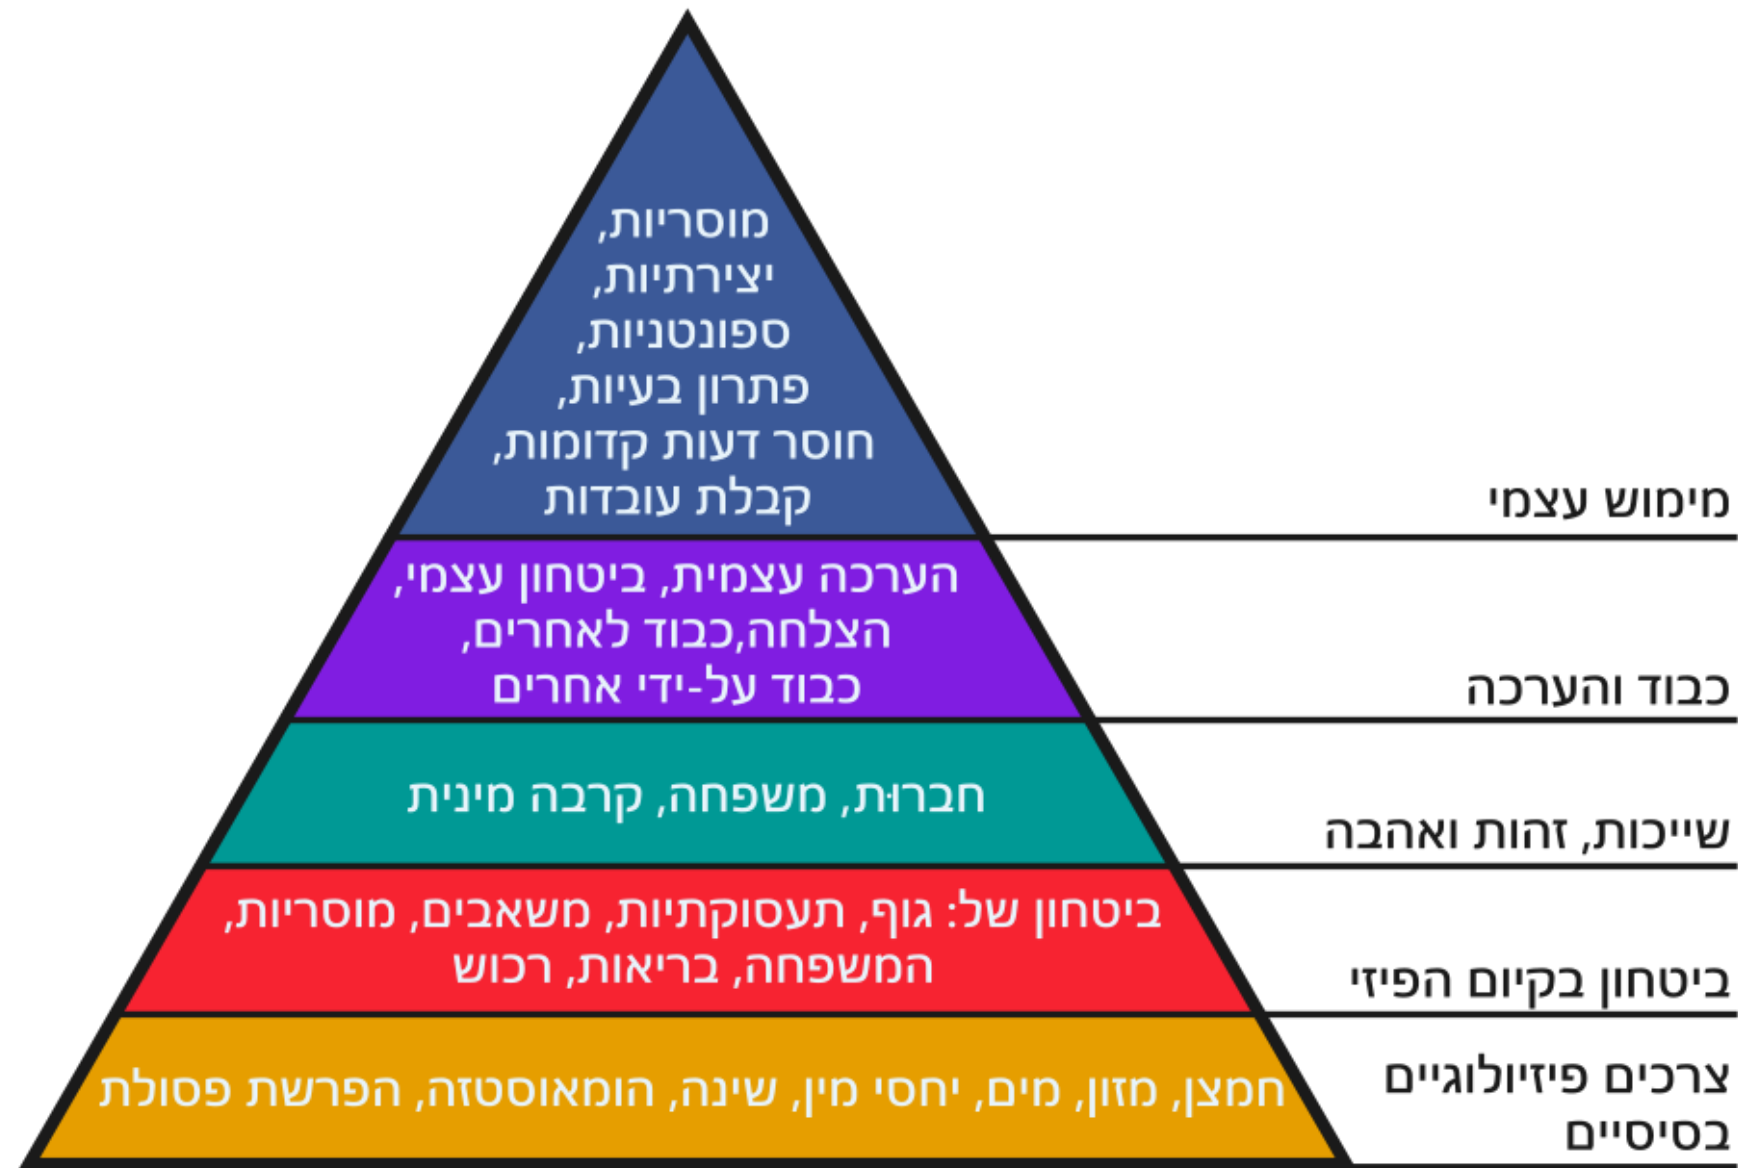 מוסריות,
יצירתיות,
ספונטניות,
פתרון בעיות,
חוסר דעות קדומות,
קבלת עובדות
מימוש עצמי
הערכה עצמית, ביטחון עצמי,
הצלחה,כבוד לאחרים,
כבוד על-ידי אחרים
כבוד והערכה
חברוּת, משפחה, קרבה מינית
שייכות, זהות ואהבה
ביטחון של: גוף, תעסוקתיות, משאבים, מוסריות,
המשפחה, בריאות, רכוש
ביטחון בקיום הפיזי
חמצן, מזון, מים, יחסי מין, שינה, הומאוסטזה, הפרשת פסולת
צרכים פיזיולוגיים
בסיסיים